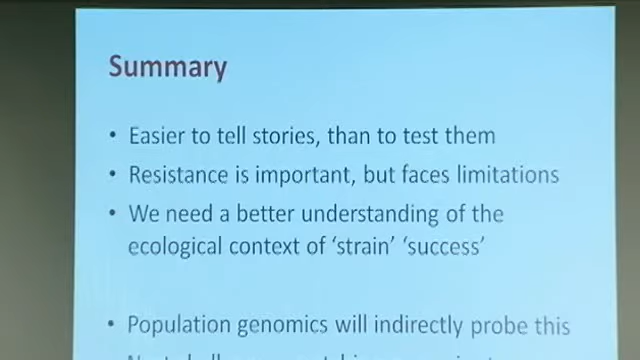 Summary
• Easier to tell stories, than to test them
• Resistance is important, but faces limitations
• We need a better understanding of the
ecological context of ‘strain’ ‘success’
• Population genomics will indirectly probe this